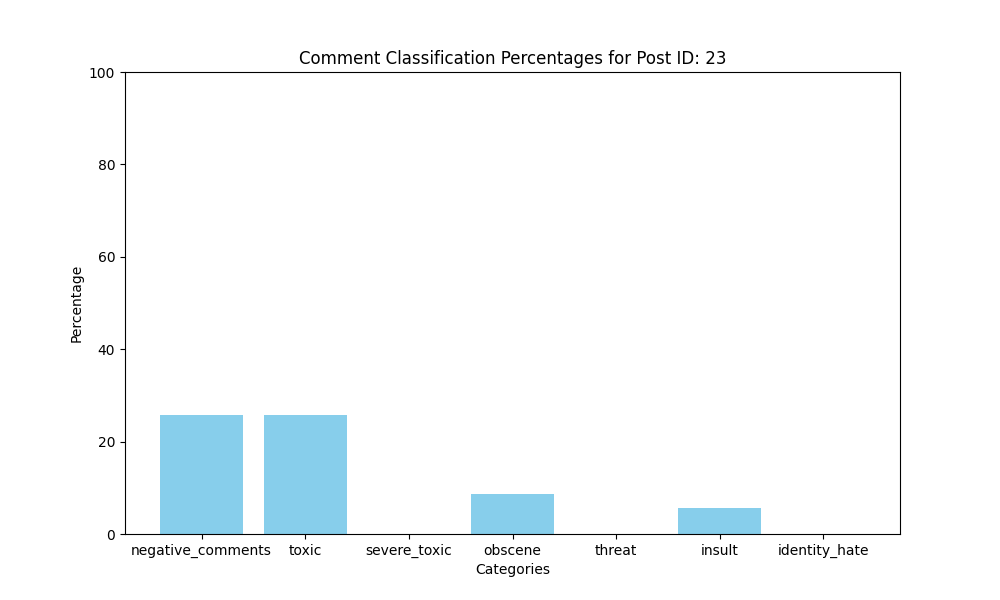 Comment Classification Percentages for Post ID: 23
100
80
60
40
20
0
Percentage
negative_comments toxic severe_toxic obscene threat insult identity_hate
Categories